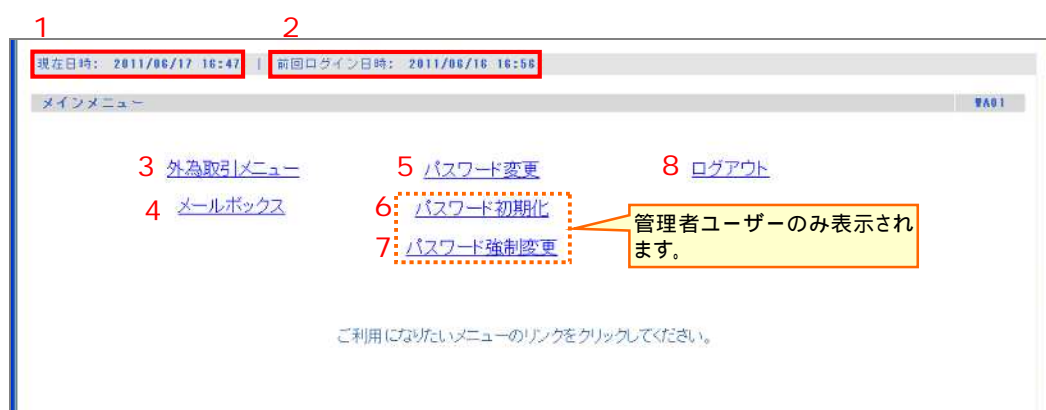 1 2
現在日時: 2011/06/17 16:47 | 前回ログイン日時: 2011/06/16 16:56
メインメニュー WA01
3 外為取引メニュー 5 パスワード変更 8 ログアウト
4 メールボックス 6 パスワード初期化
管理者ユーザーのみ表示され
ます。
7 パスワード強制変更
ご利用になりたいメニューのリンクをクリックしてください。